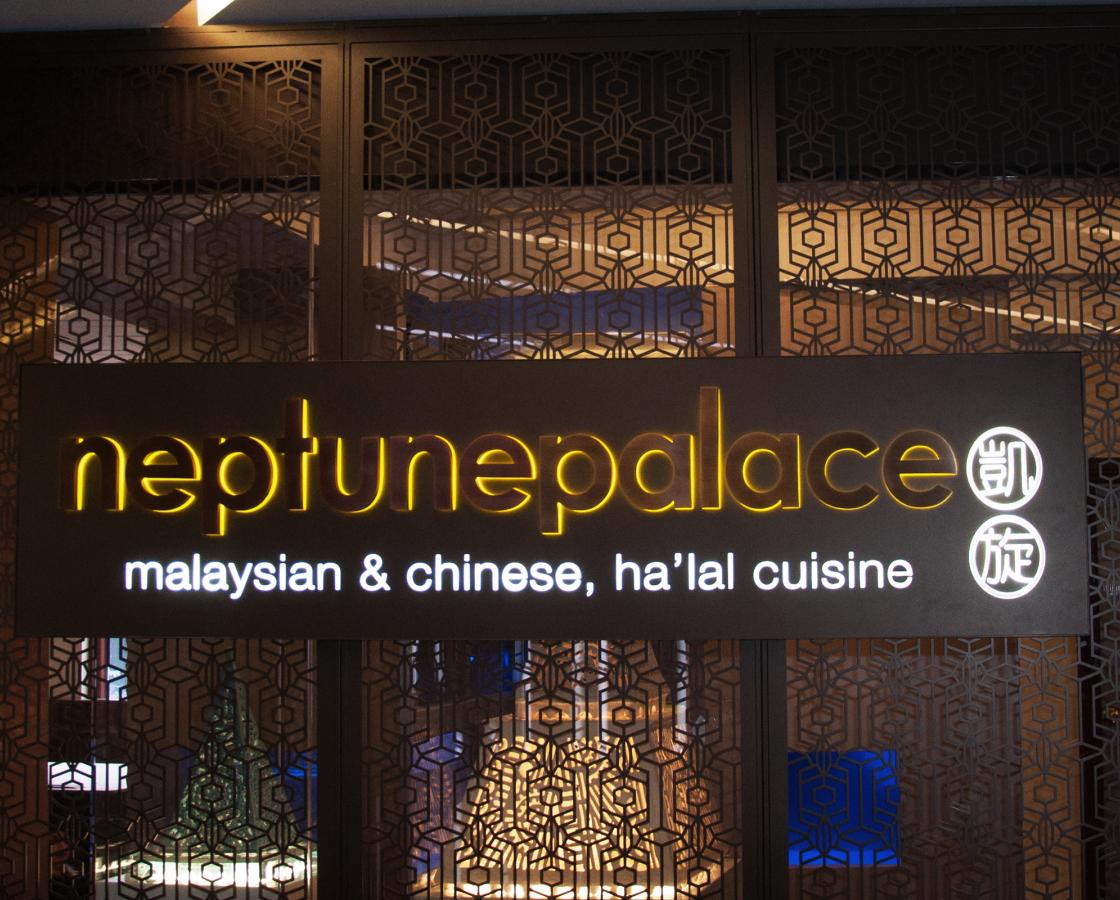 neptunepalace
凱
旋
malaysian & chinese, ha'lal cuisine